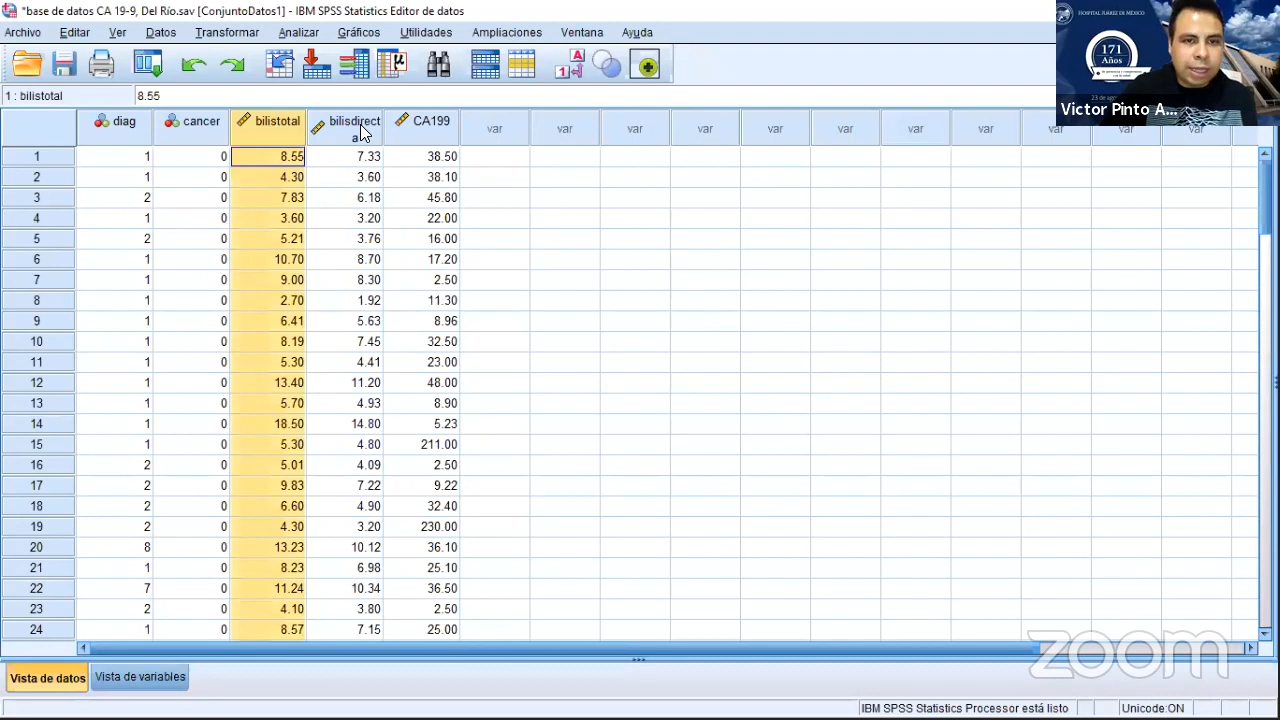 *base de datos CA 19-9, Del Río.sav [ConjuntoDatos1] - IBM SPSS Statistics Editor de datos
Archivo Editar Ver Datos Transformar Analizar Gráficos Utilidades Ampliaciones Ventana Ayuda
HOSPITAL JUÁREZ DE MÉXICO
171
Años
Victor Pinto A...
1 : bilistotal 8.55
diag cancer bilistotal bilisdirecta CA199 var var var var var var var var var var var
1 1 0 8.55 7.33 38.50
2 1 0 4.30 3.60 38.10
3 2 0 7.83 6.18 45.80
4 1 0 3.60 3.20 22.00
5 2 0 5.21 3.76 16.00
6 1 0 10.70 8.70 17.20
7 1 0 9.00 8.30 2.50
8 1 0 2.70 1.92 11.30
9 1 0 6.41 5.63 8.96
10 1 0 8.19 7.45 32.50
11 1 0 5.30 4.41 23.00
12 1 0 13.40 11.20 48.00
13 1 0 5.70 4.93 8.90
14 1 0 18.50 14.80 5.23
15 1 0 5.30 4.80 211.00
16 2 0 5.01 4.09 2.50
17 2 0 9.83 7.22 9.22
18 2 0 6.60 4.90 32.40
19 2 0 4.30 3.20 230.00
20 8 0 13.23 10.12 36.10
21 1 0 8.23 6.98 25.10
22 7 0 11.24 10.34 36.50
23 2 0 4.10 3.80 2.50
24 1 0 8.57 7.15 25.00
zoom
Vista de datos Vista de variables
IBM SPSS Statistics Processor está listo Unicode:ON